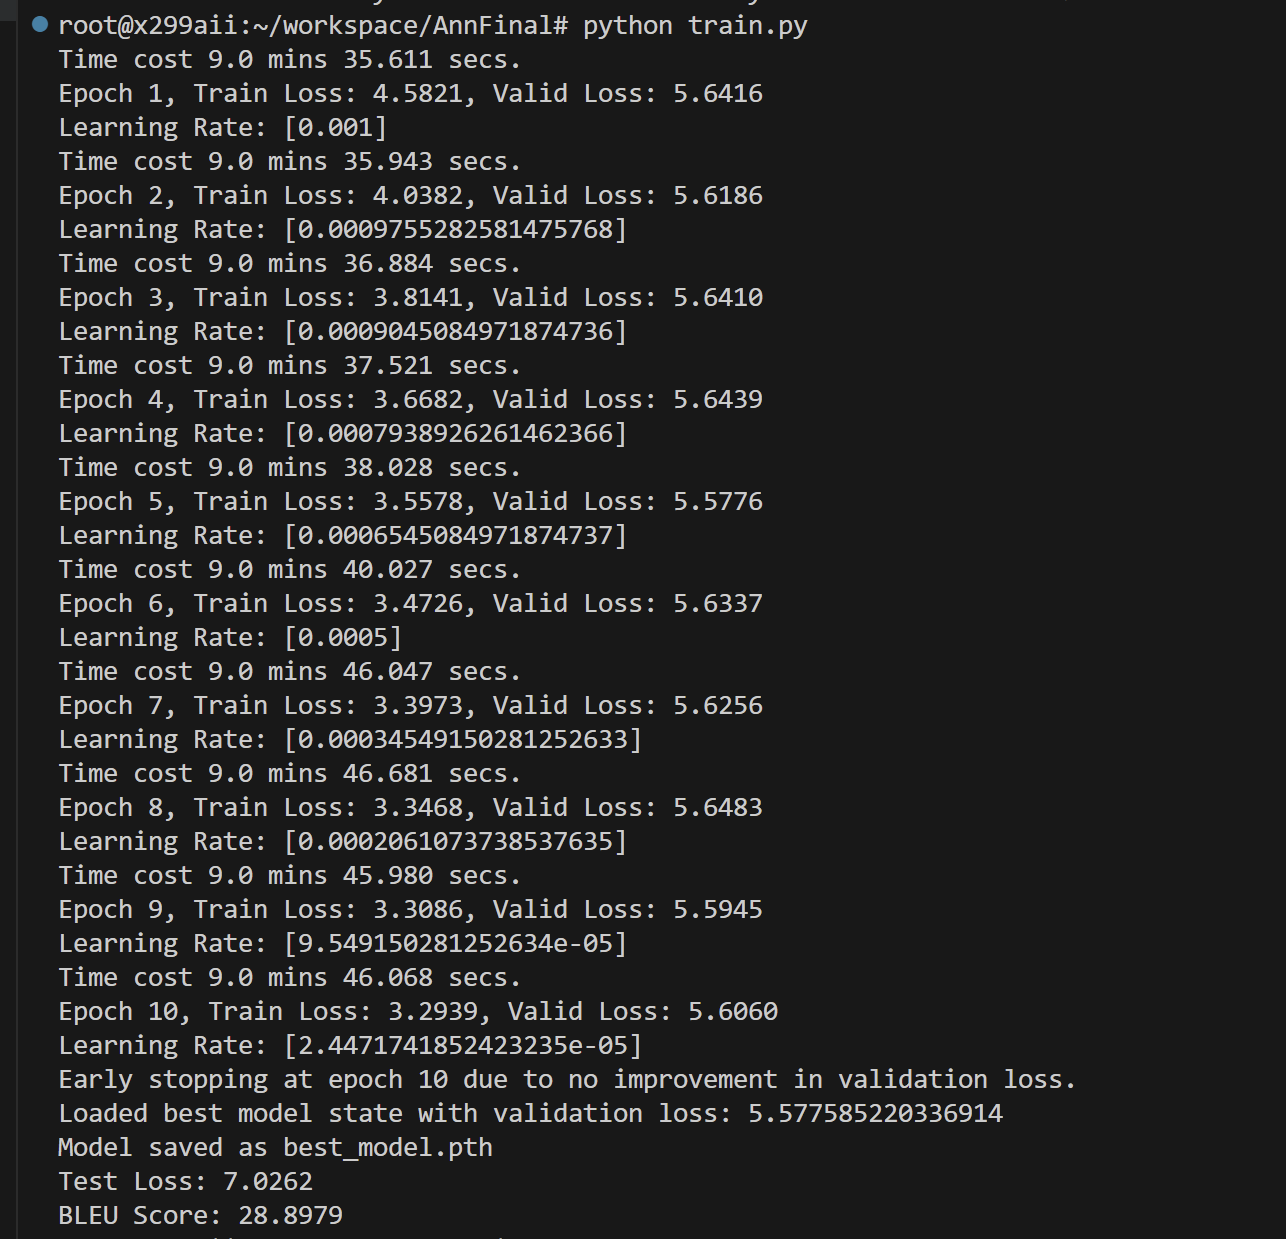 root@x299aii:~/workspace/AnnFinal# python train.py
Time cost 9.0 mins 35.611 secs.
Epoch 1, Train Loss: 4.5821, Valid Loss: 5.6416
Learning Rate: [0.001]
Time cost 9.0 mins 35.943 secs.
Epoch 2, Train Loss: 4.0382, Valid Loss: 5.6186
Learning Rate: [0.0009755282581475768]
Time cost 9.0 mins 36.884 secs.
Epoch 3, Train Loss: 3.8141, Valid Loss: 5.6410
Learning Rate: [0.0009045084971874736]
Time cost 9.0 mins 37.521 secs.
Epoch 4, Train Loss: 3.6682, Valid Loss: 5.6439
Learning Rate: [0.0007938926261462366]
Time cost 9.0 mins 38.028 secs.
Epoch 5, Train Loss: 3.5578, Valid Loss: 5.5776
Learning Rate: [0.0006545084971874737]
Time cost 9.0 mins 40.027 secs.
Epoch 6, Train Loss: 3.4726, Valid Loss: 5.6337
Learning Rate: [0.0005]
Time cost 9.0 mins 46.047 secs.
Epoch 7, Train Loss: 3.3973, Valid Loss: 5.6256
Learning Rate: [0.00034549150281252633]
Time cost 9.0 mins 46.681 secs.
Epoch 8, Train Loss: 3.3468, Valid Loss: 5.6483
Learning Rate: [0.0002061073738537635]
Time cost 9.0 mins 45.980 secs.
Epoch 9, Train Loss: 3.3086, Valid Loss: 5.5945
Learning Rate: [9.549150281252634e-05]
Time cost 9.0 mins 46.068 secs.
Epoch 10, Train Loss: 3.2939, Valid Loss: 5.6060
Learning Rate: [2.4471741852423235e-05]
Early stopping at epoch 10 due to no improvement in validation loss.
Loaded best model state with validation loss: 5.577585220336914
Model saved as best_model.pth
Test Loss: 7.0262
BLEU Score: 28.8979